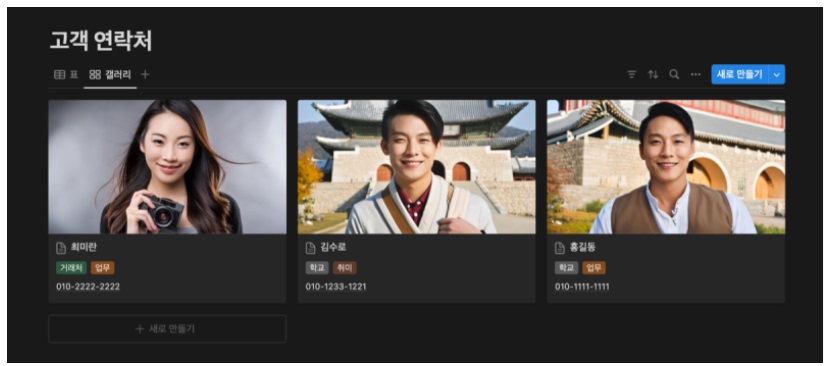 고객 연락처
표 갤러리 새로 만들기
최미란
거래처 업무
010-2222-2222
김수로
학교 취미
010-1233-1221
홍길동
학교 업무
010-1111-1111
새로 만들기